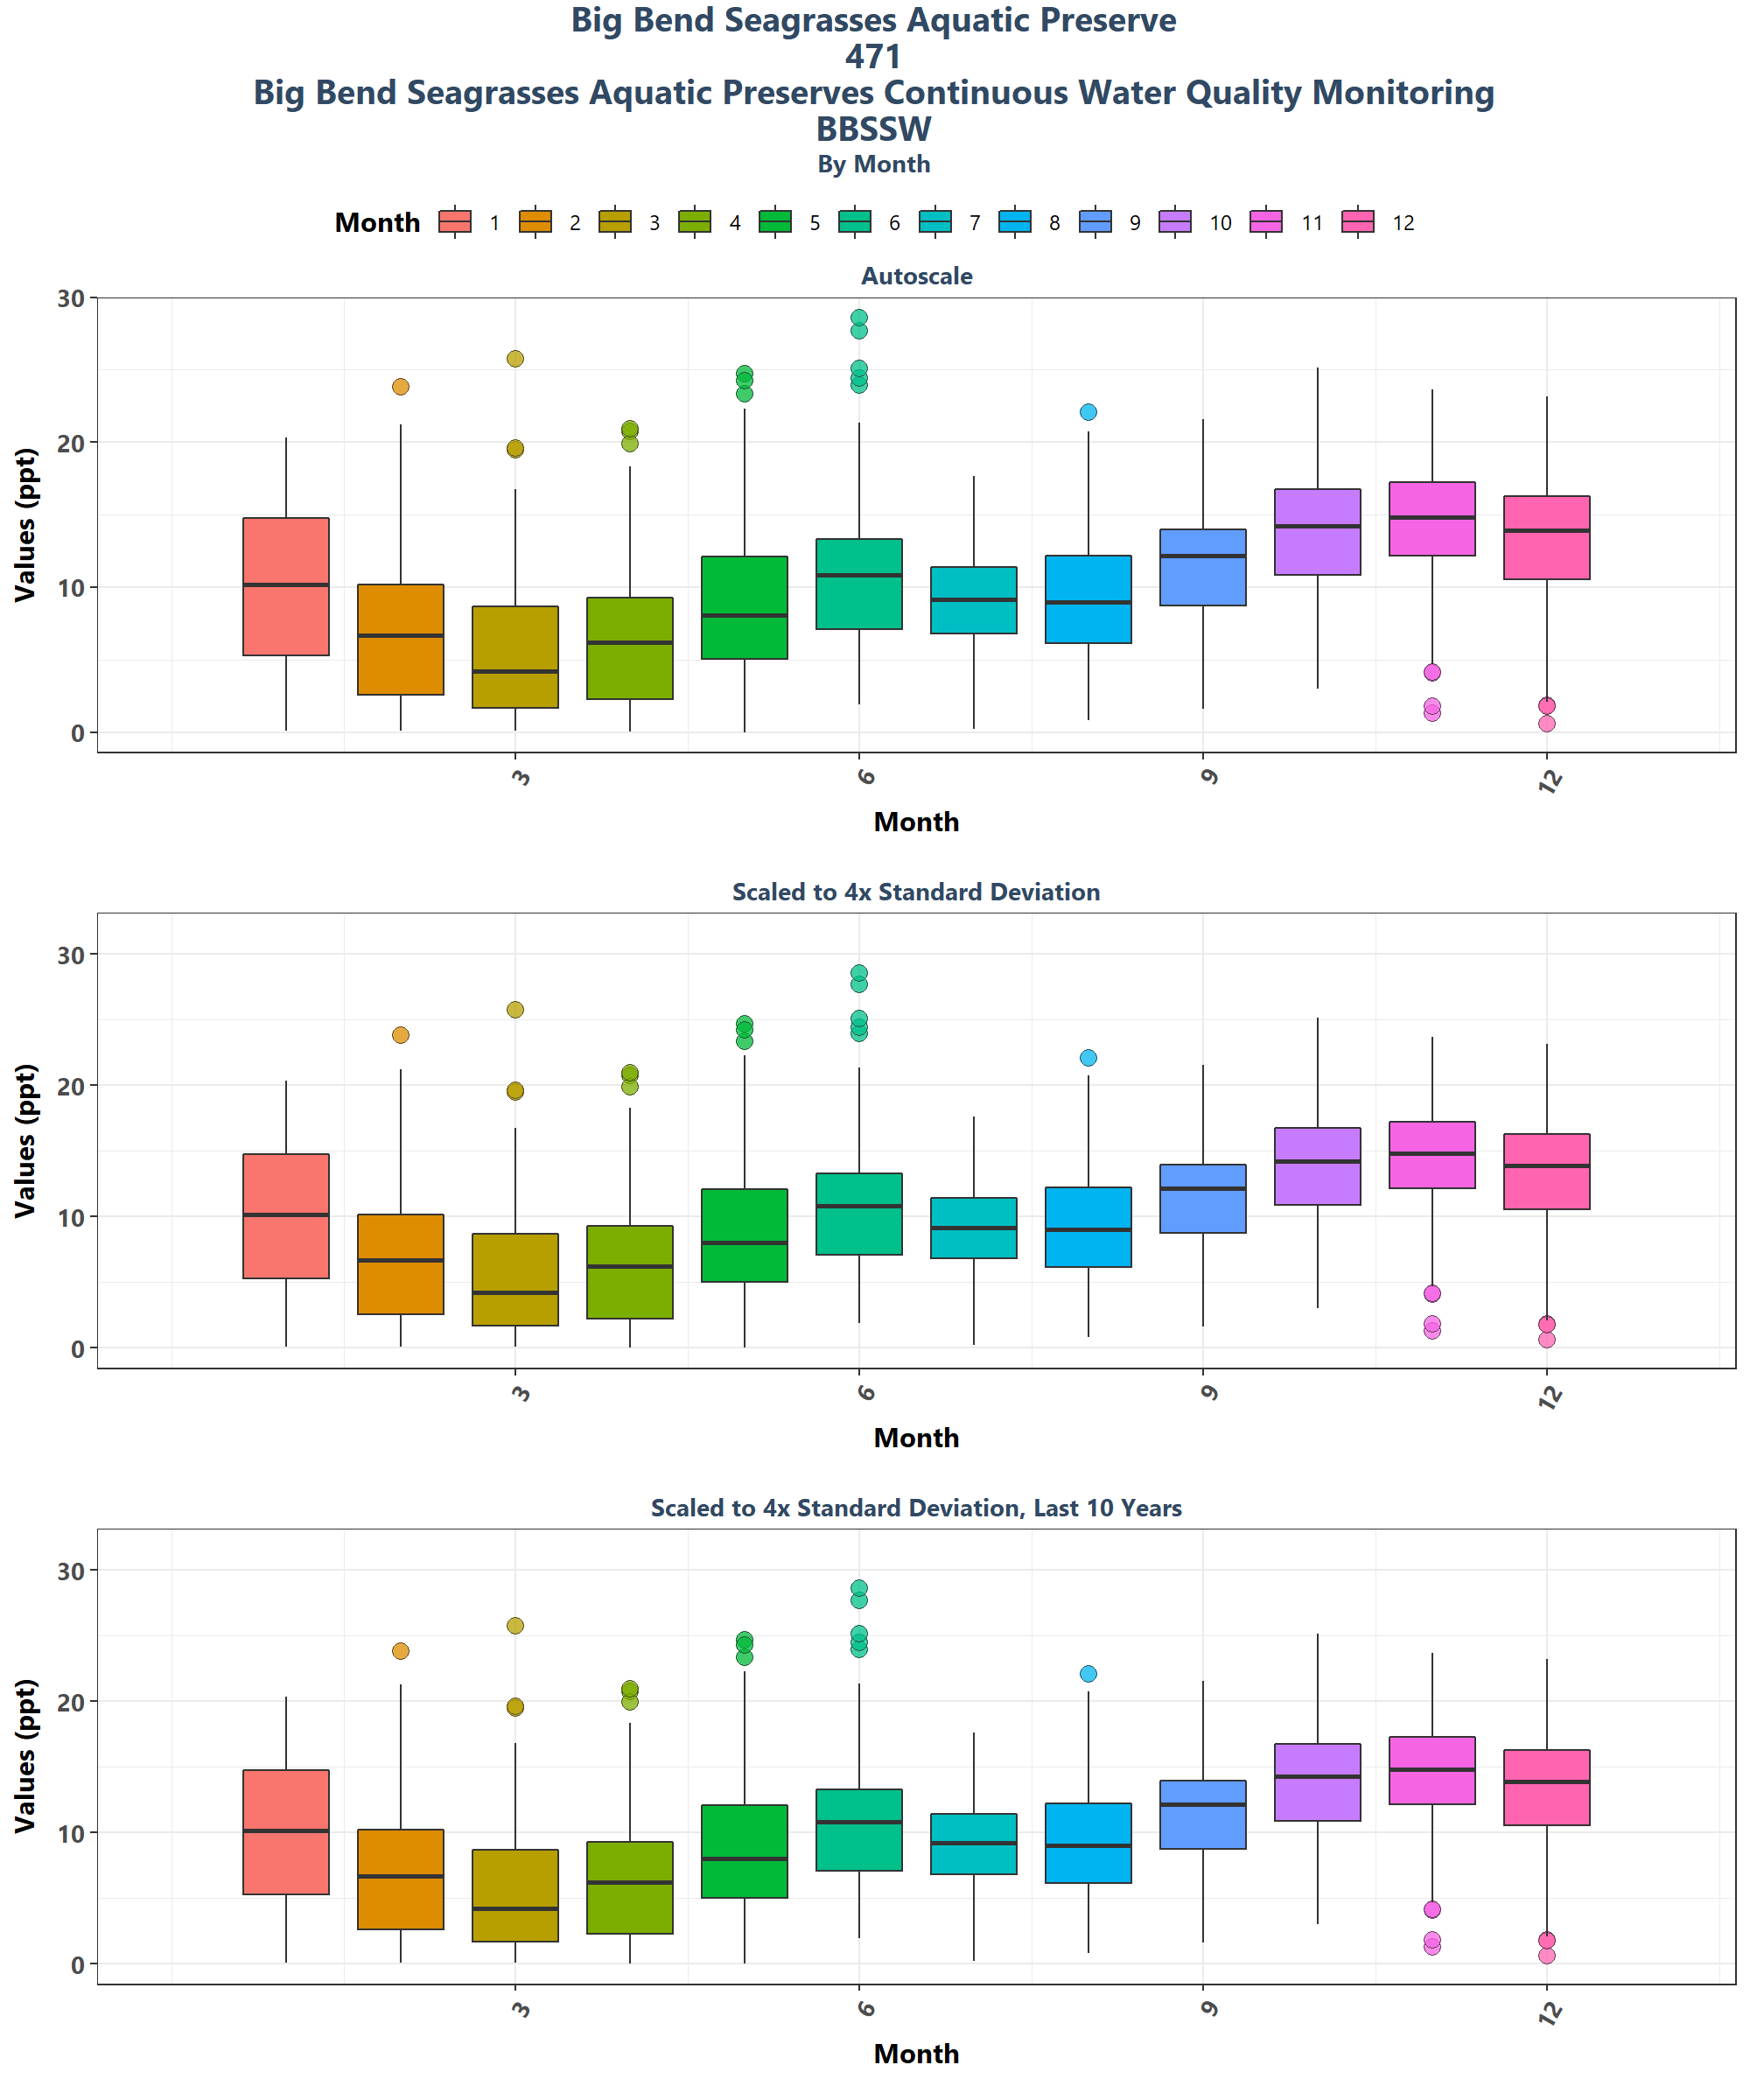 Big Bend Seagrasses Aquatic Preserve
471
Big Bend Seagrasses Aquatic Preserves Continuous Water Quality Monitoring
BBSSW
By Month
Month 1 2 3 4 5 6 7 8 9 10 11 12
Autoscale
Values (ppt)
30
20
10
0
3 6 9 12
Month
Scaled to 4x Standard Deviation
Values (ppt)
30
20
10
0
3 6 9 12
Month
Scaled to 4x Standard Deviation, Last 10 Years
Values (ppt)
30
20
10
0
3 6 9 12
Month